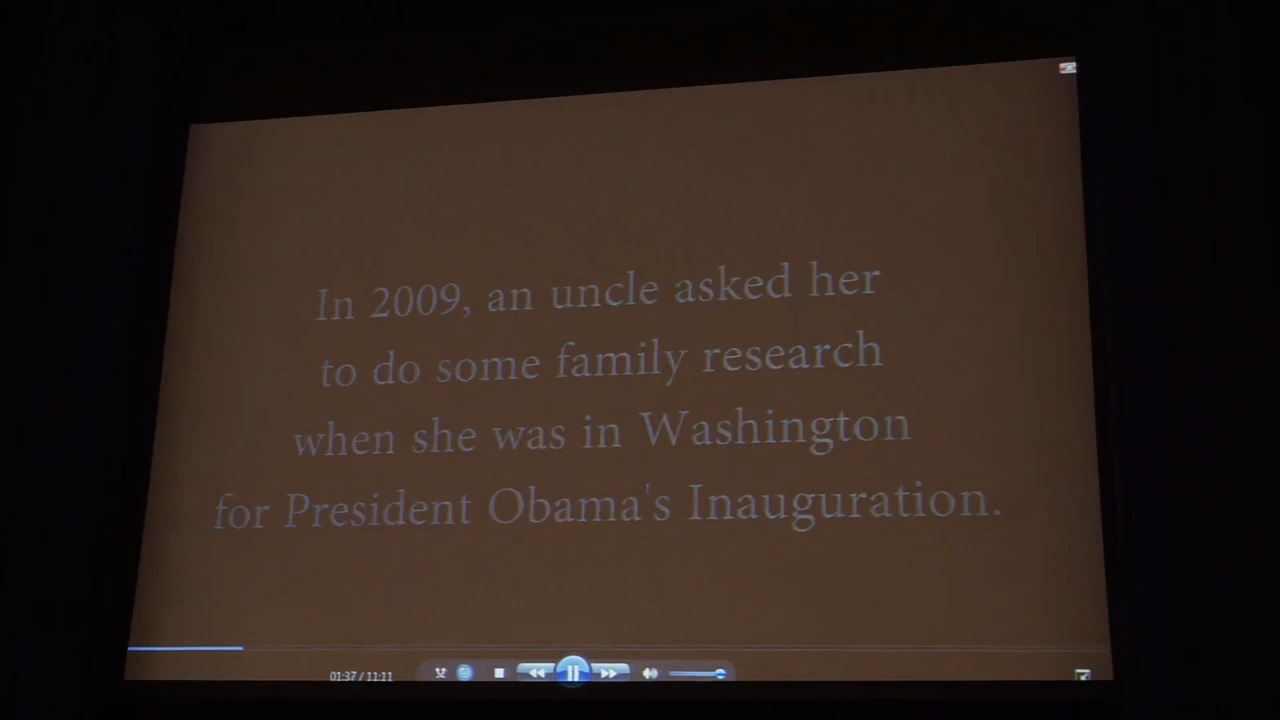 In 2009, an uncle asked her
to do some family research
when she was in Washington
for President Obama's Inauguration.
01:37 / 11:11